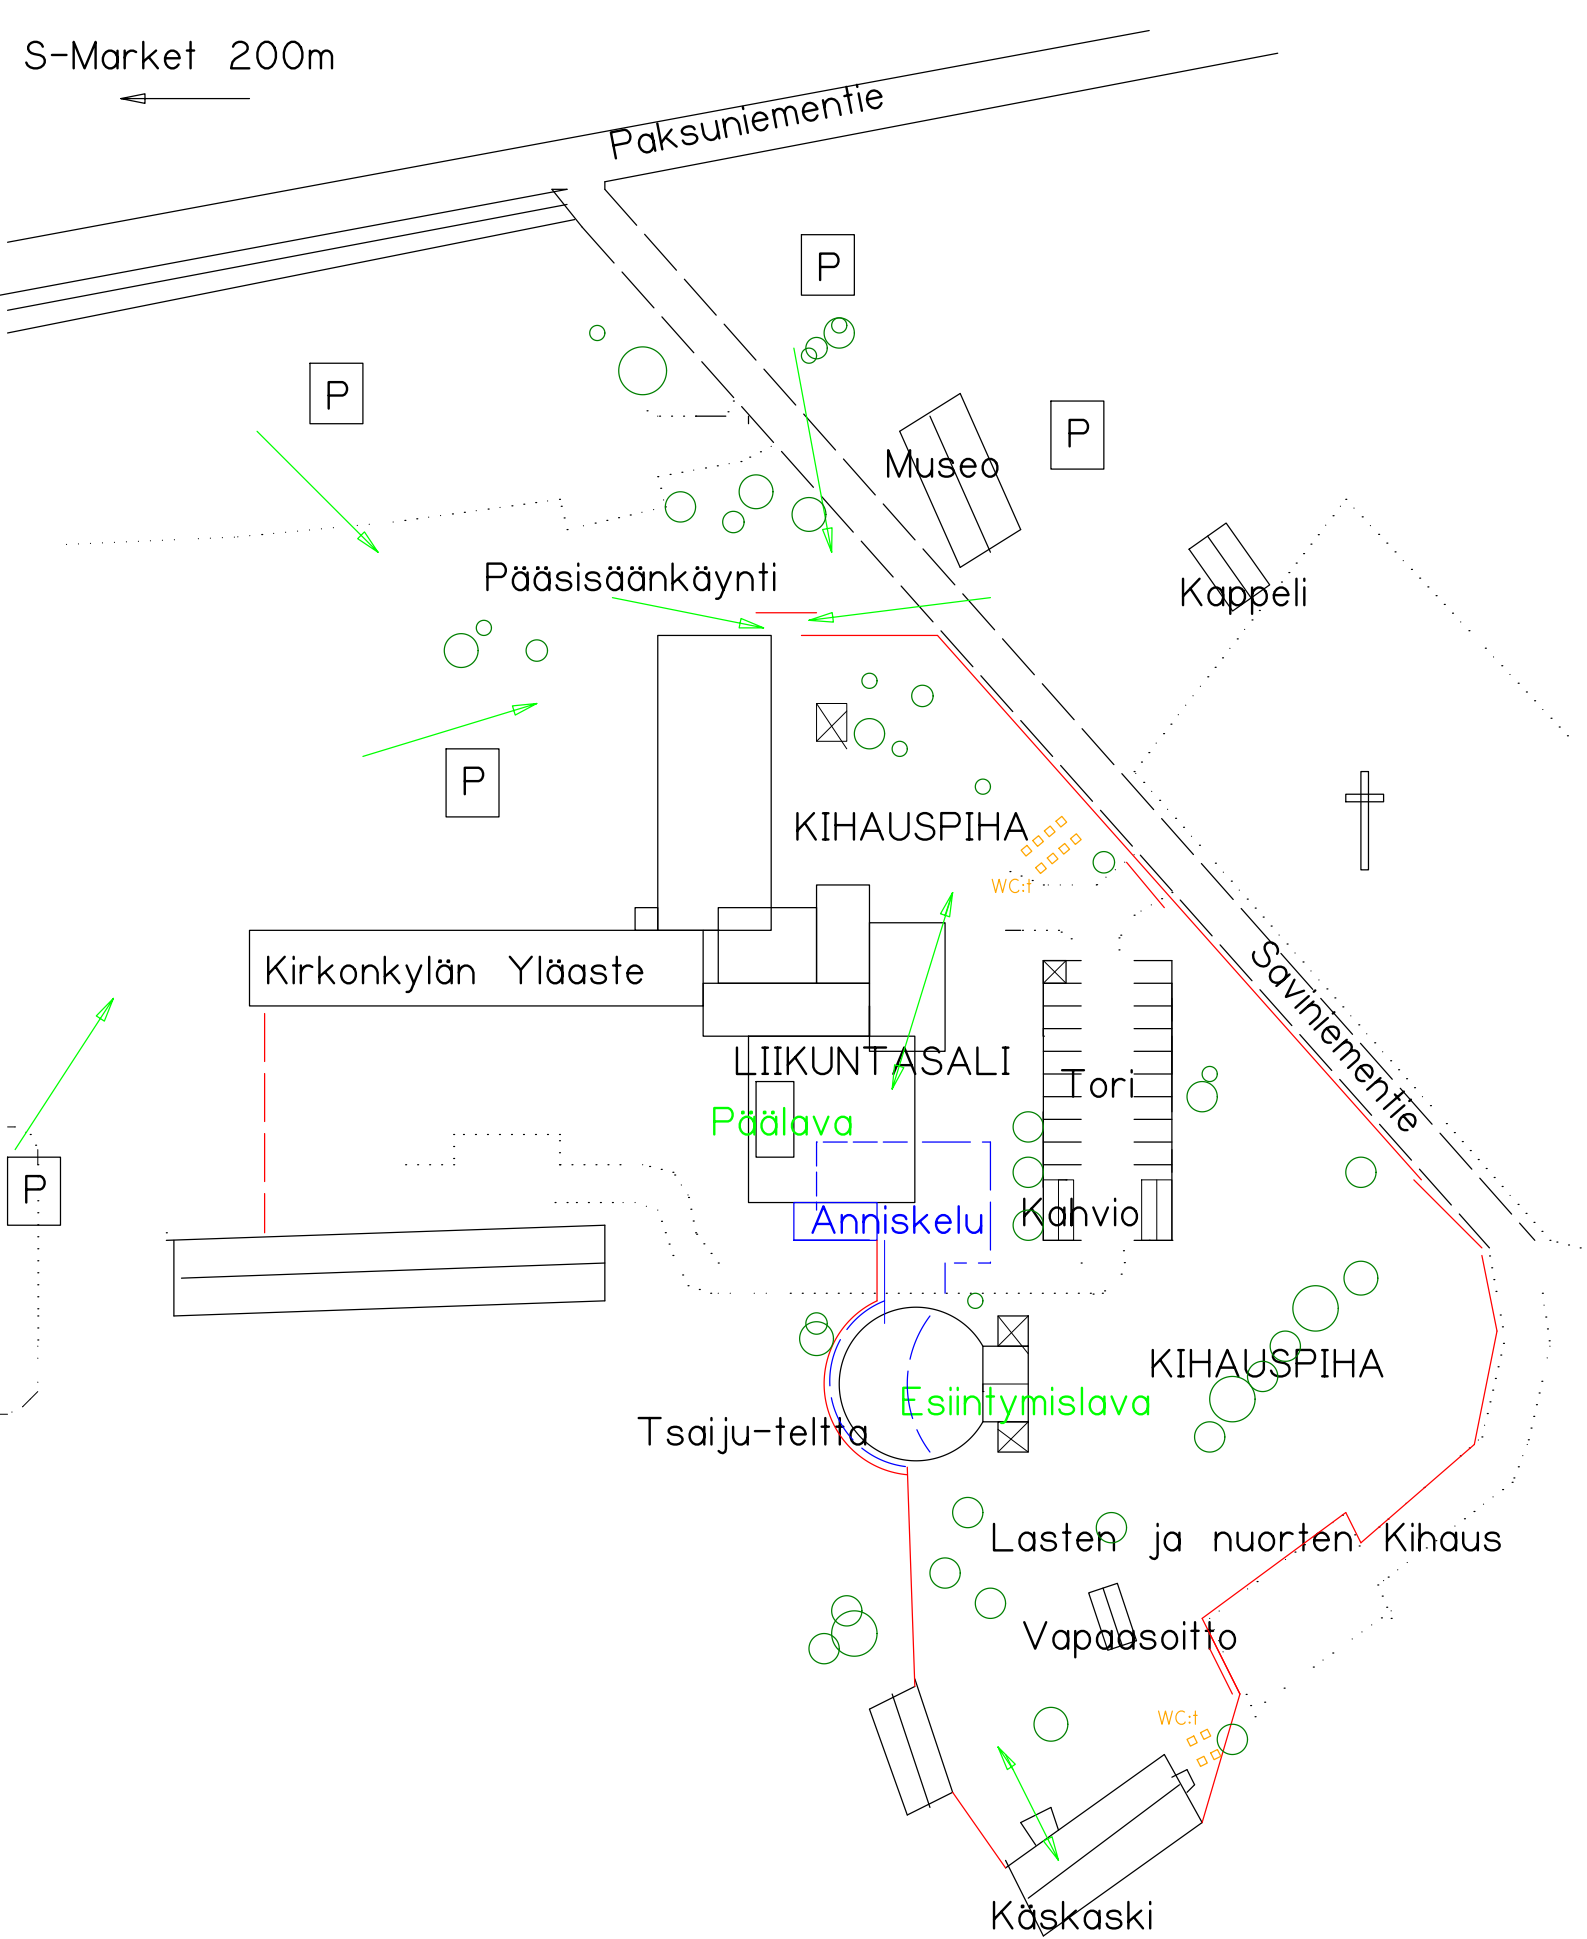 S-Market 200m
Paksuniementie
P
P
P
Museo
Pääsisäänkäynti
Kappeli
P
KIHAUSPIHA
WC:t
Kirkonkylän Yläaste
Saviniementie
LIIKUNTASALI
Tori
Päälava
P
Anniskelu
Kahvio
KIHAUSPIHA
Esiintymislava
Tsaiju-teltta
Lasten ja nuorten Kihaus
Vapaasoitto
WC:t
Käskaski